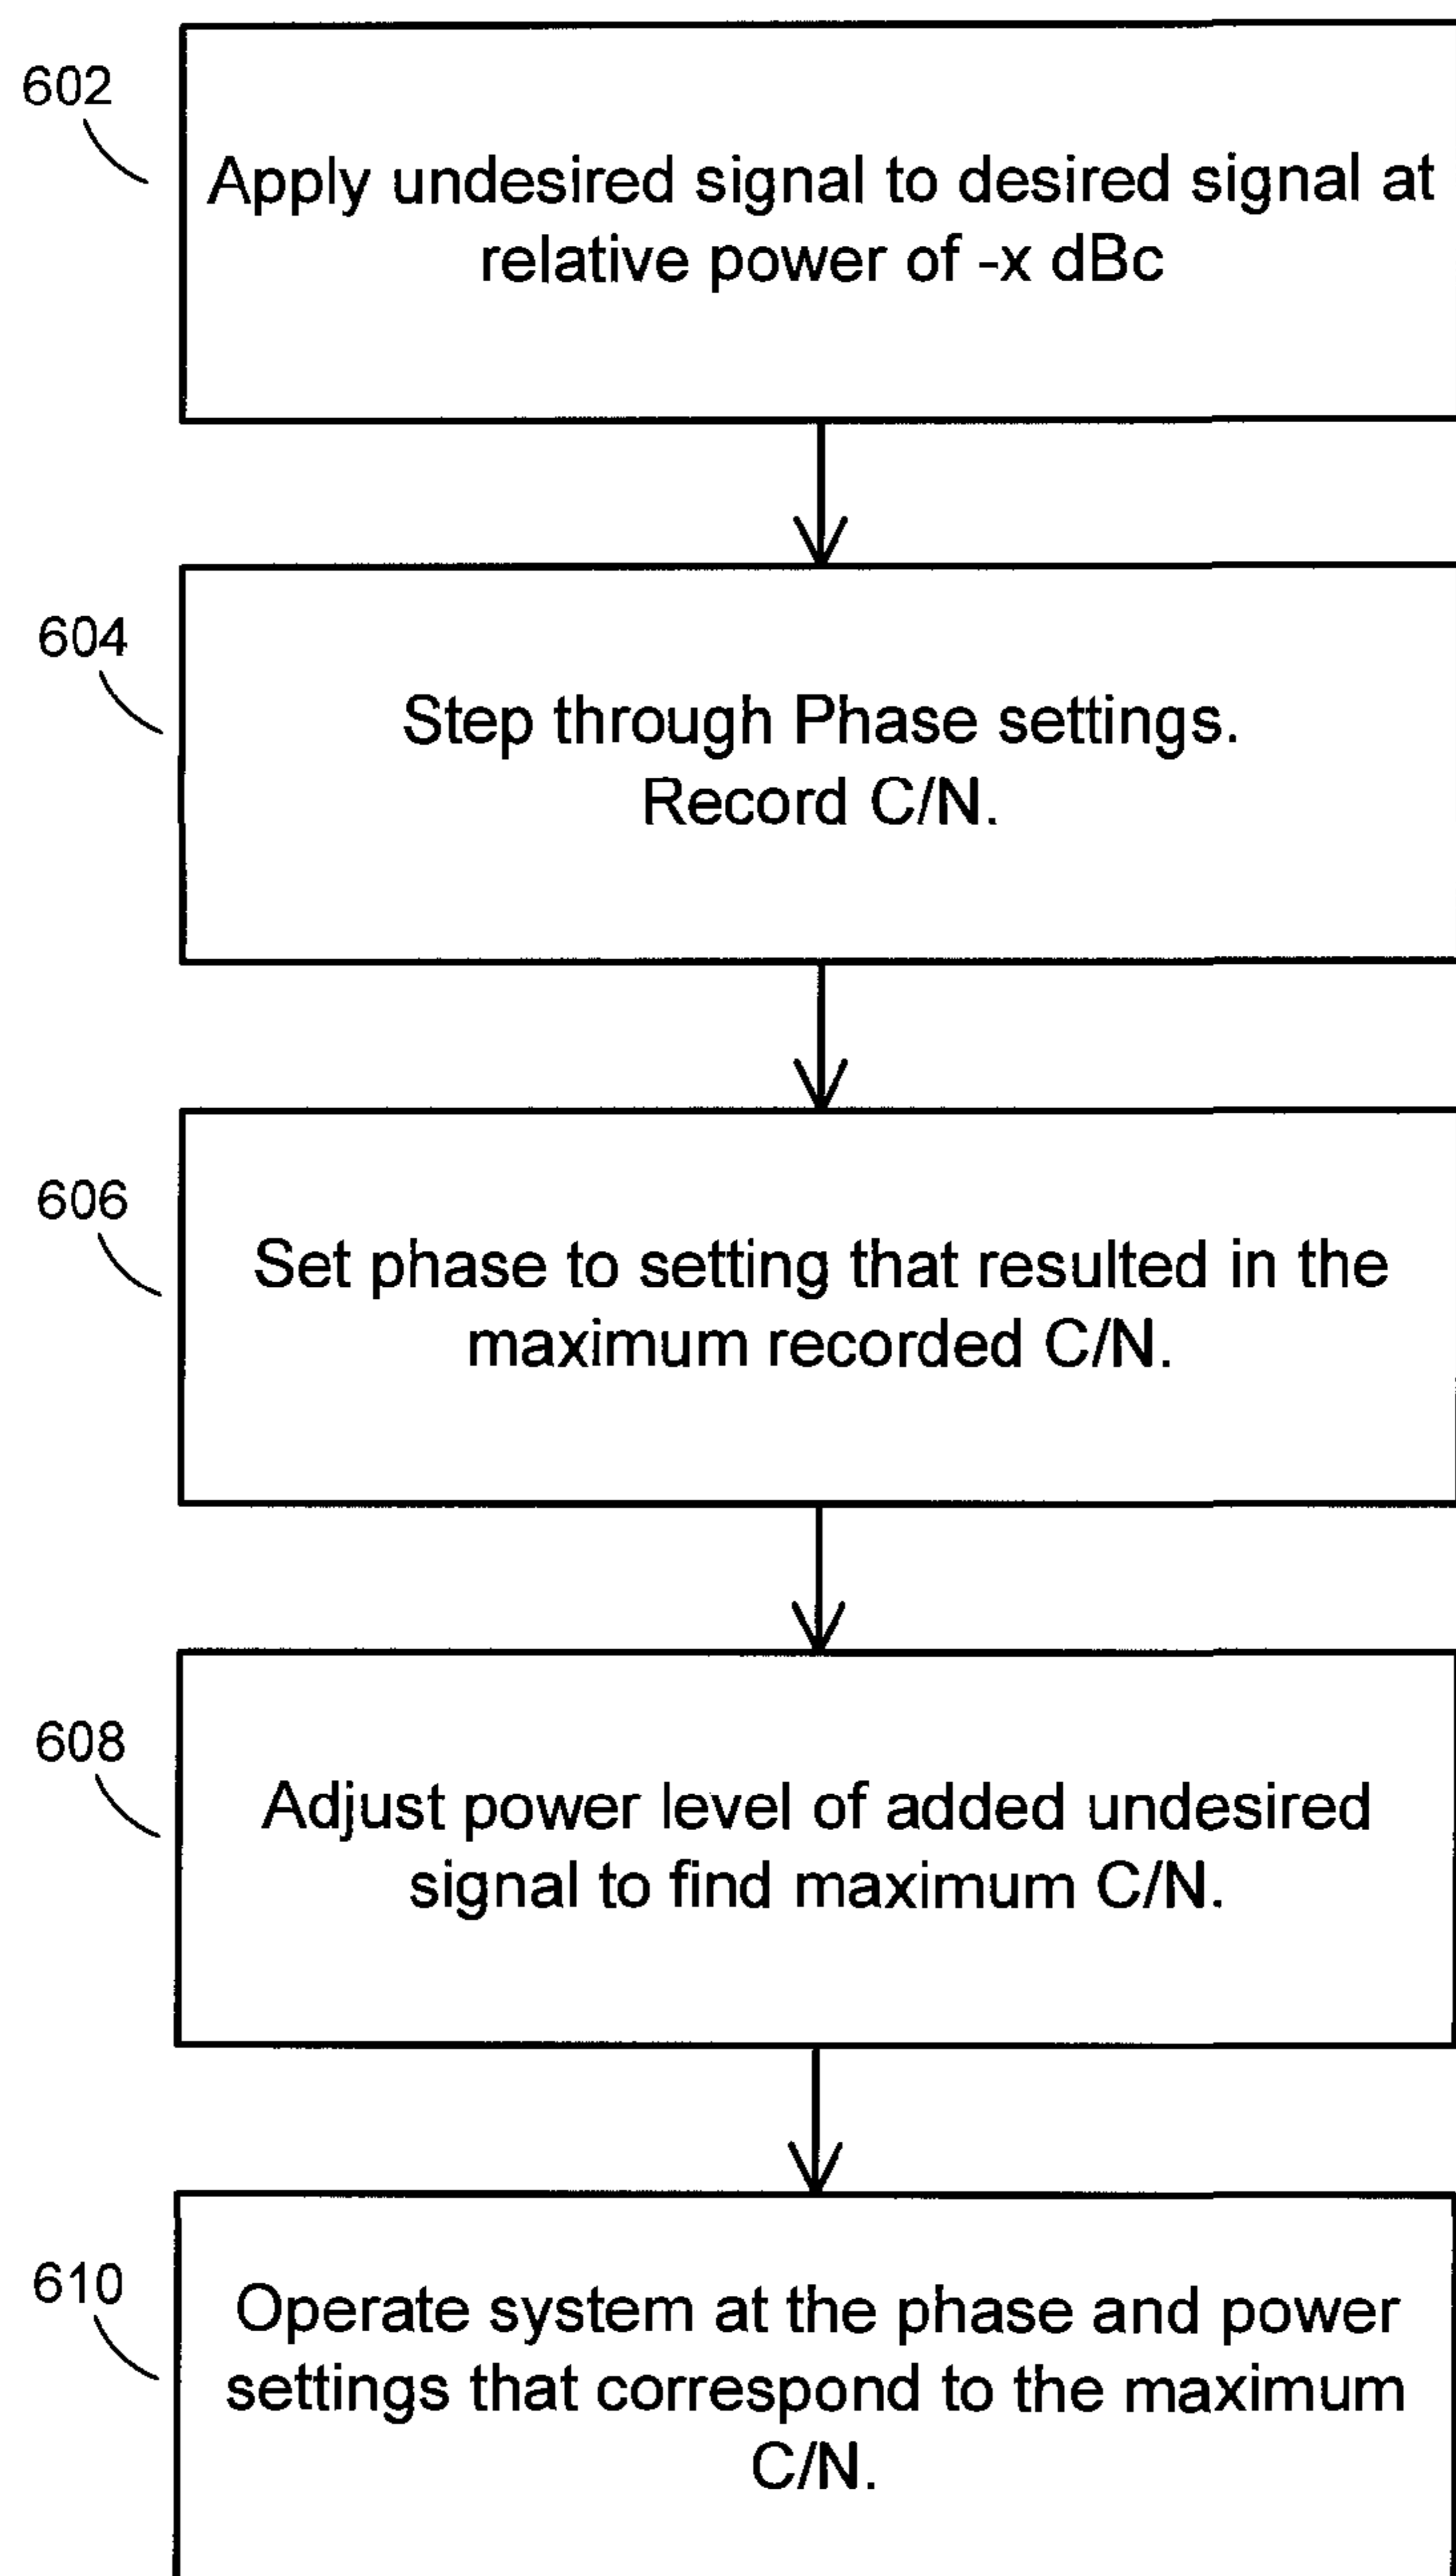 602
Apply undesired signal to desired signal at
relative power of -x dBc
604
Step through Phase settings.
Record C/N.
606
Set phase to setting that resulted in the
maximum recorded C/N.
608
Adjust power level of added undesired
signal to find maximum C/N.
610
Operate system at the phase and power
settings that correspond to the maximum
C/N.